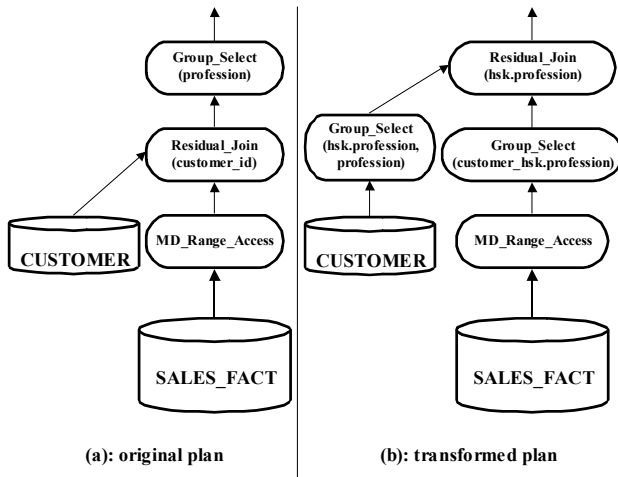 Group_Select
(profession)
Residual_Join
(customer_id)
CUSTOMER
MD_Range_Access
SALES_FACT
(a): original plan
Residual_Join
(hsk.profession)
Group_Select
(hsk.profession,
profession)
Group_Select
(customer_hsk.profession)
CUSTOMER
MD_Range_Access
SALES_FACT
(b): transformed plan